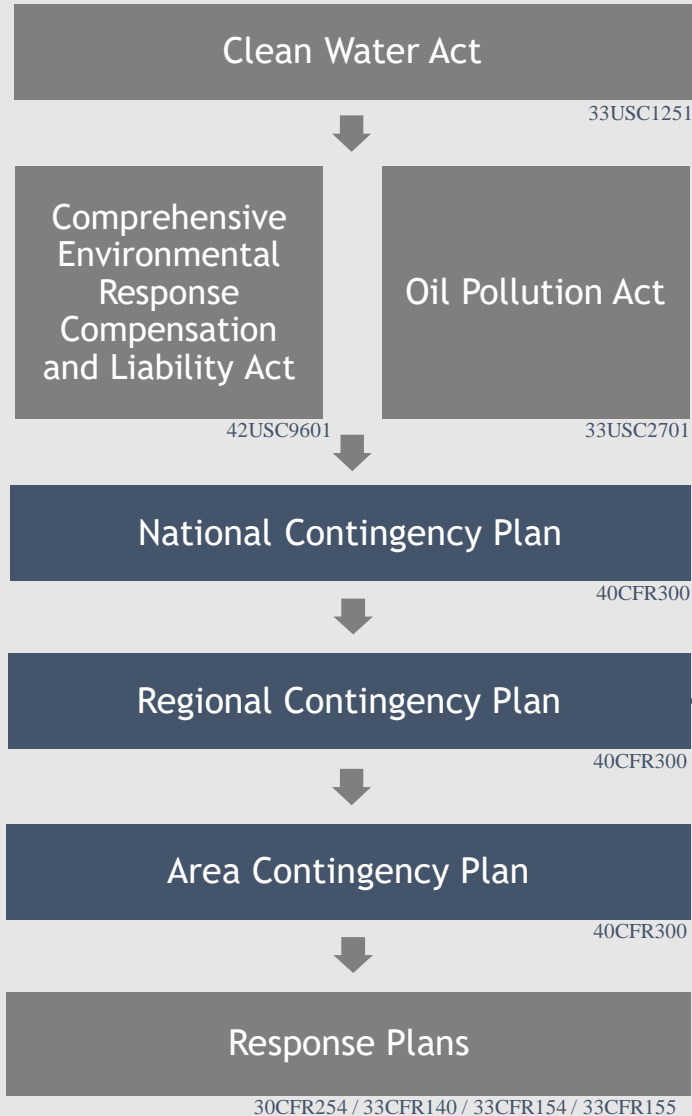 Clean Water Act
33USC1251
Comprehensive
Environmental
Response
Compensation
and Liability Act
42USC9601
Oil Pollution Act
33USC2701
National Contingency Plan
40CFR300
Regional Contingency Plan
40CFR300
Area Contingency Plan
40CFR300
Response Plans
30CFR254 / 33CFR140 / 33CFR154 / 33CFR155